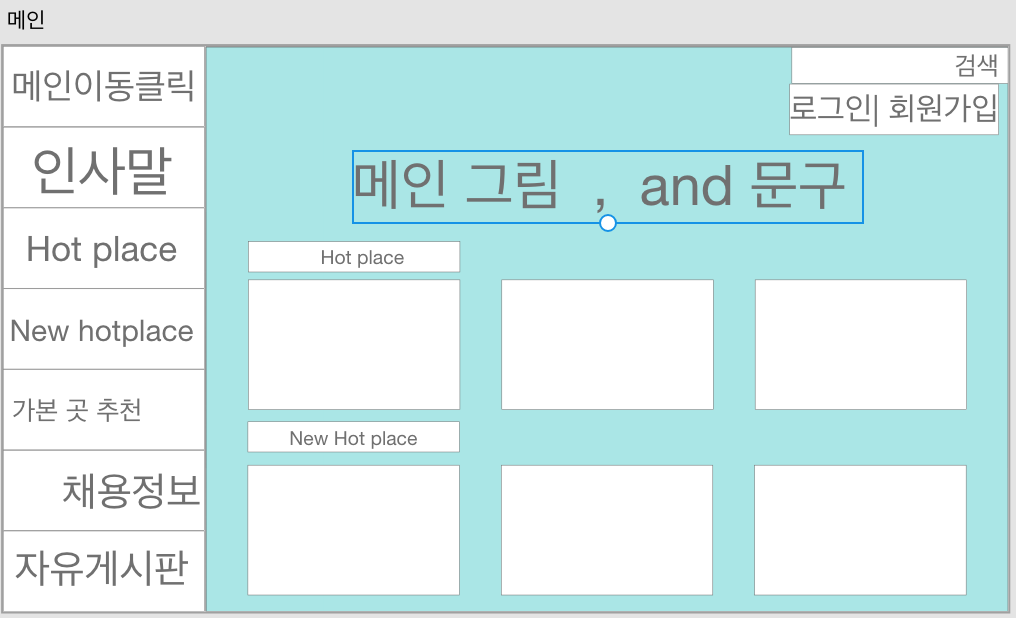 메인
메인이동클릭
인사말
Hot place
New hotplace
가본 곳 추천
채용정보
자유게시판
검색
로그인| 회원가입
메인 그림 , and 문구
Hot place
New Hot place